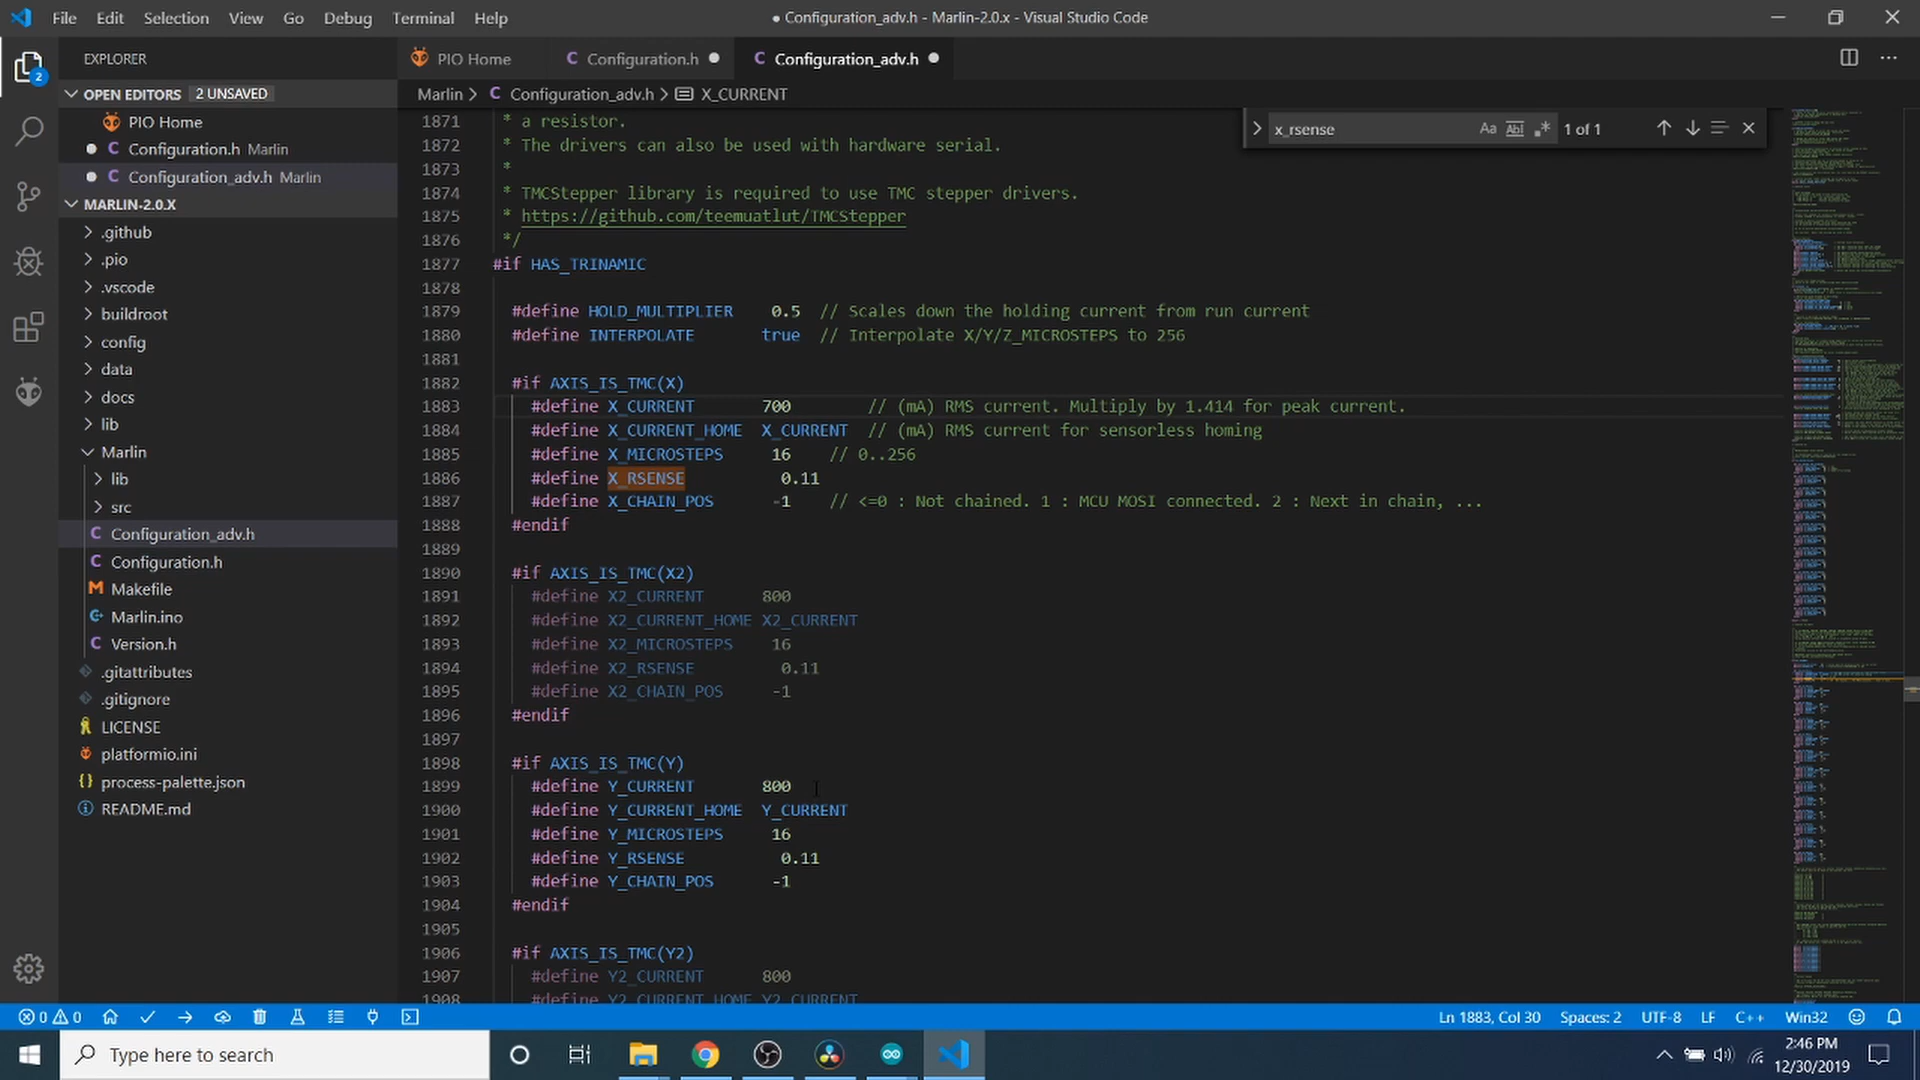 File Edit Selection View Go Debug Terminal Help
● Configuration_adv.h - Marlin-2.0.x - Visual Studio Code
EXPLORER
PIO Home
C Configuration.h
C Configuration_adv.h
OPEN EDITORS 2 UNSAVED
PIO Home
C Configuration.h Marlin
C Configuration_adv.h Marlin
MARLIN-2.0.X
.github
.pio
.vscode
buildroot
config
data
docs
lib
Marlin
lib
src
C Configuration_adv.h
C Configuration.h
M Makefile
Marlin.ino
C Version.h
.gitattributes
.gitignore
LICENSE
platformio.ini
{} process-palette.json
README.md
2
Marlin > C Configuration_adv.h > X_CURRENT
x_rsense Aa Abl .* 1 of 1
1871 * a resistor.
1872 * The drivers can also be used with hardware serial.
1873 *
1874 * TMCStepper library is required to use TMC stepper drivers.
1875 * https://github.com/teemuatlut/TMCStepper
1876 */
1877 #if HAS_TRINAMIC
1878
1879 #define HOLD_MULTIPLIER 0.5 // Scales down the holding current from run current
1880 #define INTERPOLATE true // Interpolate X/Y/Z_MICROSTEPS to 256
1881
1882 #if AXIS_IS_TMC(X)
1883 #define X_CURRENT 700 // (mA) RMS current. Multiply by 1.414 for peak current.
1884 #define X_CURRENT_HOME X_CURRENT // (mA) RMS current for sensorless homing
1885 #define X_MICROSTEPS 16 // 0..256
1886 #define X_RSENSE 0.11
1887 #define X_CHAIN_POS -1 // <=0 : Not chained. 1 : MCU MOSI connected. 2 : Next in chain, ...
1888 #endif
1889
1890 #if AXIS_IS_TMC(X2)
1891 #define X2_CURRENT 800
1892 #define X2_CURRENT_HOME X2_CURRENT
1893 #define X2_MICROSTEPS 16
1894 #define X2_RSENSE 0.11
1895 #define X2_CHAIN_POS -1
1896 #endif
1897
1898 #if AXIS_IS_TMC(Y)
1899 #define Y_CURRENT 800
1900 #define Y_CURRENT_HOME Y_CURRENT
1901 #define Y_MICROSTEPS 16
1902 #define Y_RSENSE 0.11
1903 #define Y_CHAIN_POS -1
1904 #endif
1905
1906 #if AXIS_IS_TMC(Y2)
1907 #define Y2_CURRENT 800
1908 #define Y2_CURRENT_HOME Y2_CURRENT
0 0 Ln 1883, Col 30 Spaces: 2 UTF-8 LF C++ Win32
Type here to search
2:46 PM
12/30/2019